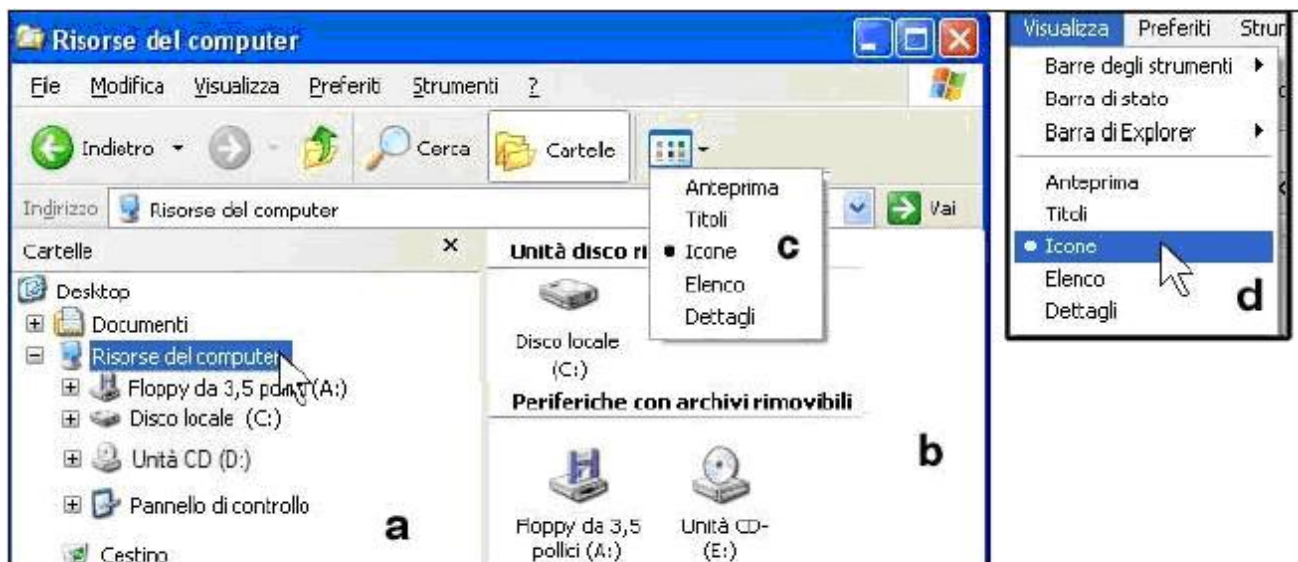 Risorse del computer
File Modifica Visualizza Preferiti Strumenti ?
Indietro Cerca Cartelle
Indirizzo Risorse del computer Vai
Cartelle x
Desktop
Documenti
Risorse del computer
Floppy da 3,5 pollici (A:)
Disco locale (C:)
Unità CD (D:)
Pannello di controllo
Cestino
a
Unità disco ri
Disco locale
(C:)
Periferiche con archivi rimovibili
Floppy da 3,5
pollici (A:)
Unità CD-
(E:)
b
Anteprima
Titoli
Icone
Elenco
Dettagli
c
Visualizza Preferiti Strum
Barre degli strumenti
Barra di stato
Barra di Explorer
Anteprima
Titoli
Icone
Elenco
Dettagli
d